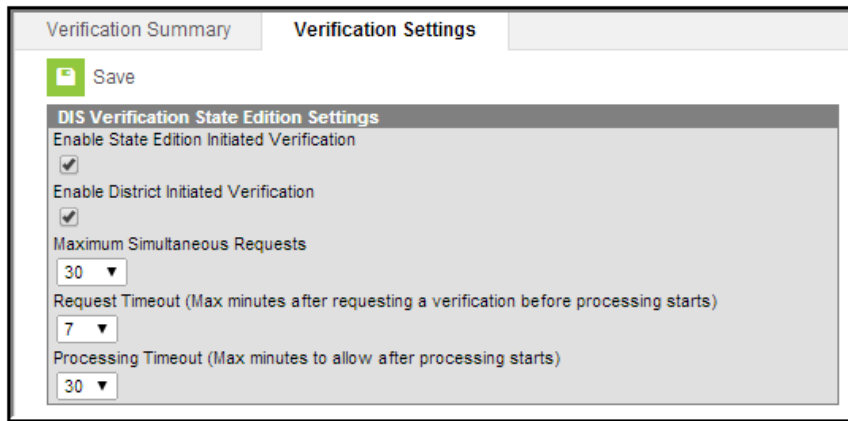 Verification Summary
Verification Settings
Save
DIS Verification State Edition Settings
Enable State Edition Initiated Verification
Enable District Initiated Verification
Maximum Simultaneous Requests
30
Request Timeout (Max minutes after requesting a verification before processing starts)
7
Processing Timeout (Max minutes to allow after processing starts)
30